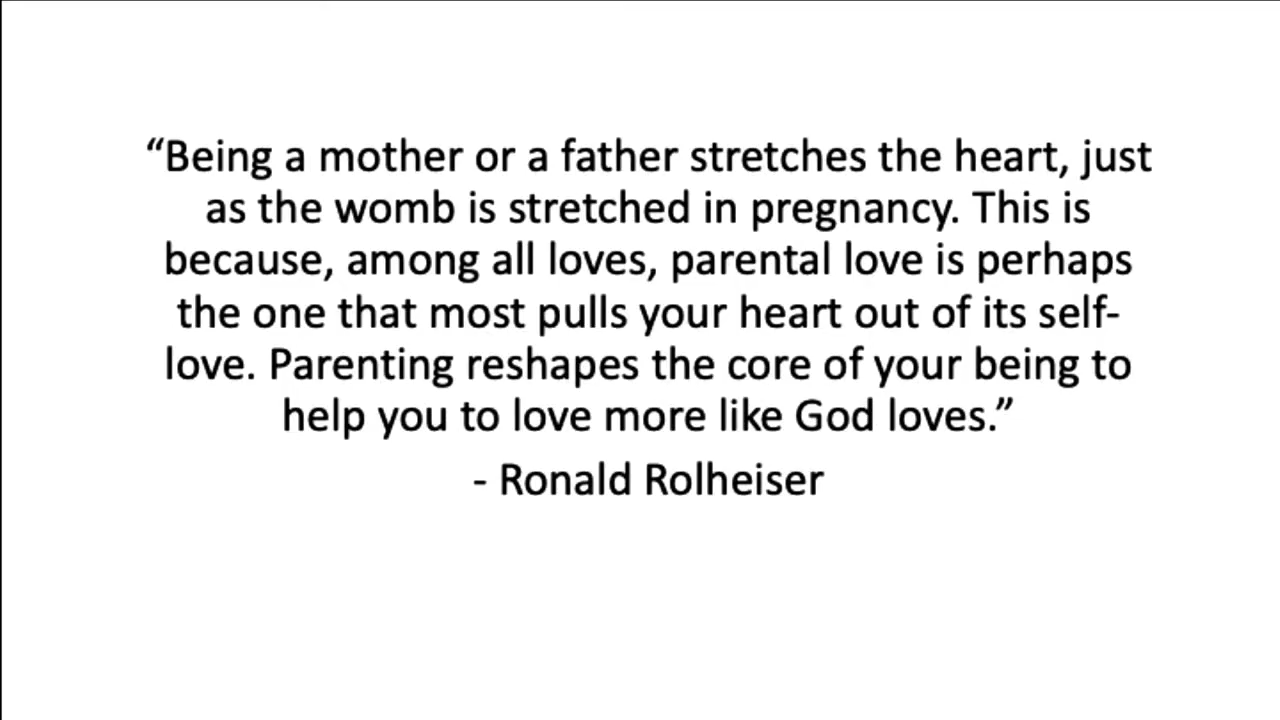 “Being a mother or a father stretches the heart, just
as the womb is stretched in pregnancy. This is
because, among all loves, parental love is perhaps
the one that most pulls your heart out of its self-
love. Parenting reshapes the core of your being to
help you to love more like God loves.”
- Ronald Rolheiser